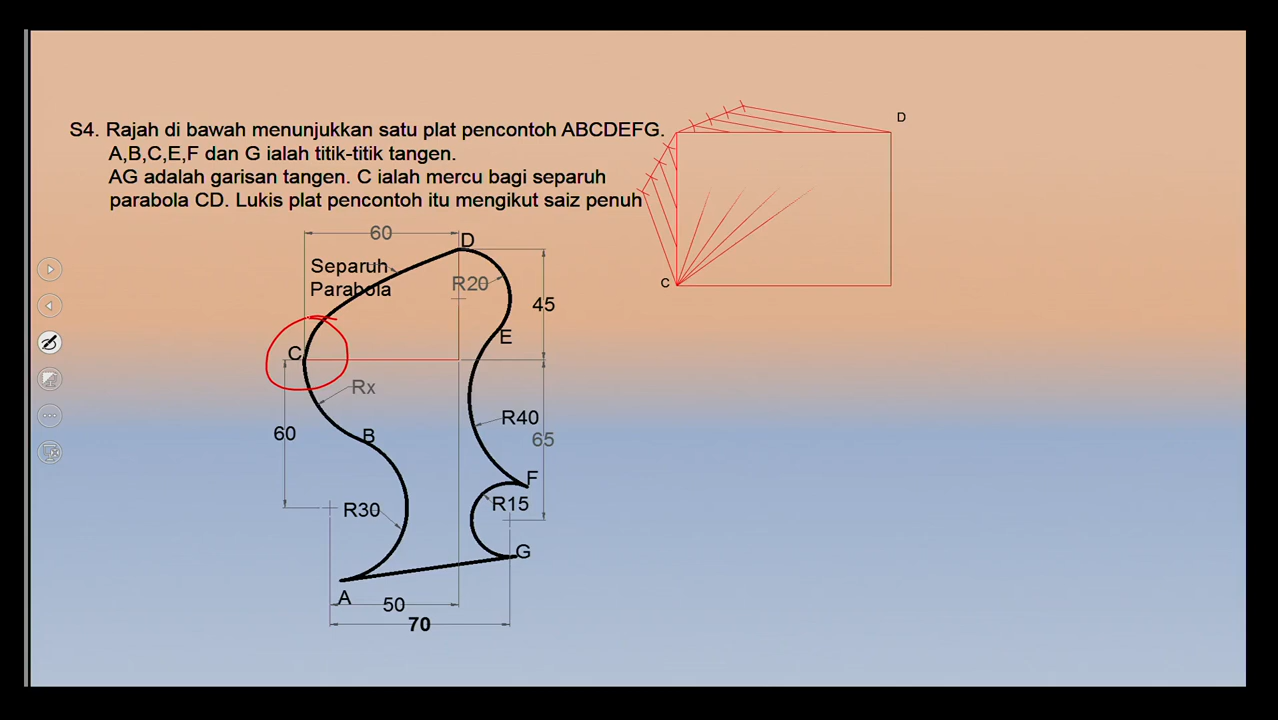 S4. Rajah di bawah menunjukkan satu plat pencontoh ABCDEFG.
A,B,C,E,F dan G ialah titik-titik tangen.
AG adalah garisan tangen. C ialah mercu bagi separuh
parabola CD. Lukis plat pencontoh itu mengikut saiz penuh
60
D
Separuh
Parabola
R20
45
E
C
Rx
60
B
R40
65
F
R30
R15
G
A
50
70
D
C